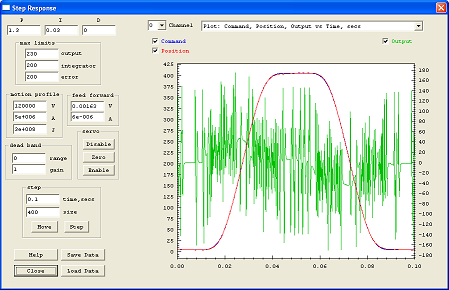 Step Response
P I D
1.3 0.03 0
max limits
230 output
200 integrator
200 error
motion profile
120000 V
5e+006 A
3e+008 J
feed forward
0.00163 V
6e-006 A
servo
Disable
Zero
Enable
dead band
0 range
1 gain
step
0.1 time,secs
400 size
Move Step
Help Save Data
Close Load Data
0 Channel Plot: Command, Position, Output vs Time, secs
Command Output
Position
425
400
375
350
325
300
275
250
225
200
175
150
125
100
75
50
25
0
180
160
140
120
100
80
60
40
20
0
-20
-40
-60
-80
-100
-120
-140
-160
-180
0.00 0.02 0.04 0.06 0.08 0.10